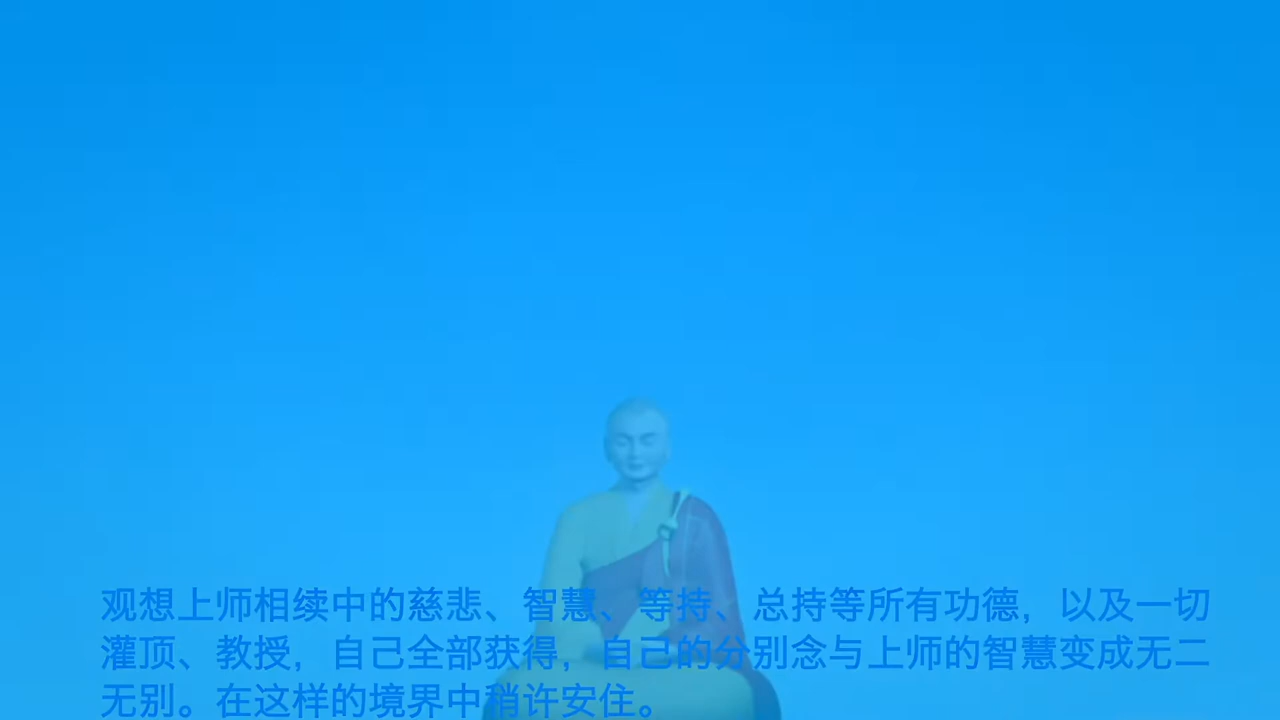 观想上师相续中的慈悲、智慧、等持、总持等所有功德，以及一切
灌顶、教授，自己全部获得，自己的分别念与上师的智慧变成无二
无别。在这样的境界中稍许安住。